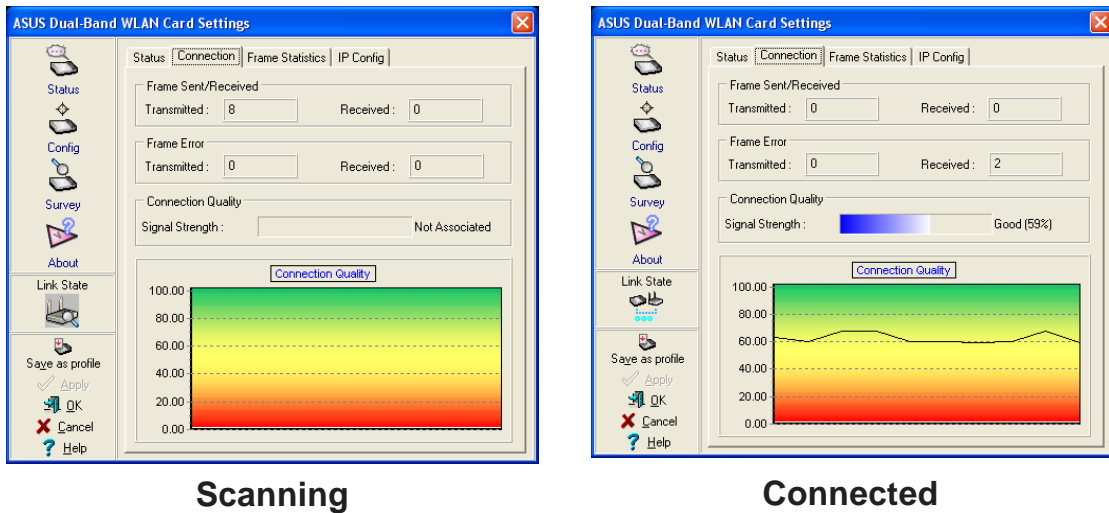 ASUS Dual-Band WLAN Card Settings
Status
Config
Survey
About
Link State
Save as profile
Apply
OK
Cancel
Help
Status Connection Frame Statistics IP Config
Frame Sent/Received
Transmitted : 8 Received : 0
Frame Error
Transmitted : 0 Received : 0
Connection Quality
Signal Strength : Not Associated
Connection Quality
100.00
80.00
60.00
40.00
20.00
0.00
Scanning
ASUS Dual-Band WLAN Card Settings
Status
Config
Survey
About
Link State
Save as profile
Apply
OK
Cancel
Help
Status Connection Frame Statistics IP Config
Frame Sent/Received
Transmitted : 0 Received : 0
Frame Error
Transmitted : 0 Received : 2
Connection Quality
Signal Strength : Good (59%)
Connection Quality
100.00
80.00
60.00
40.00
20.00
0.00
Connected